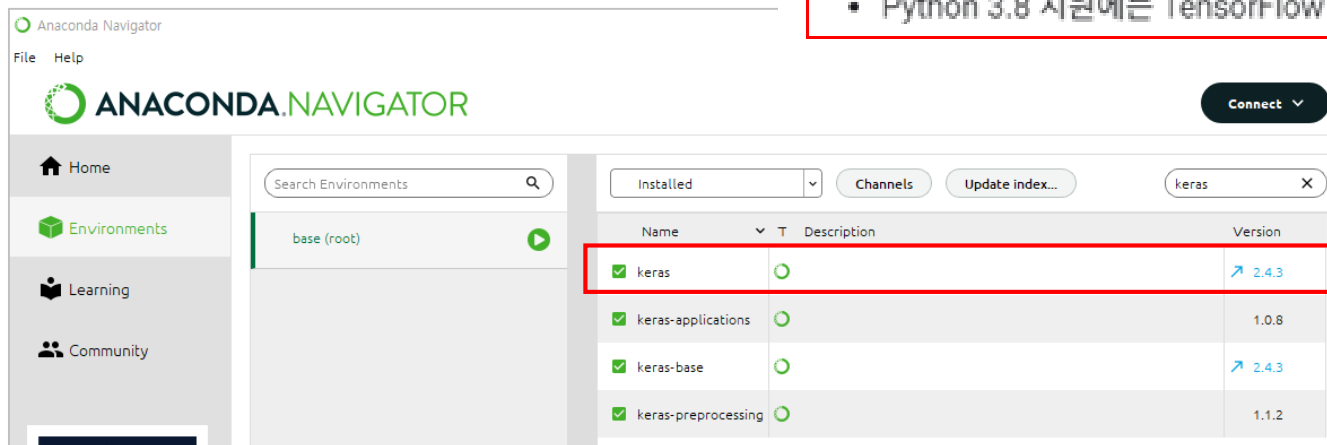 • Python 3.8 지원에는 TensorFlow
Anaconda Navigator
File Help
ANACONDA.NAVIGATOR
Connect
Home
Environments
Learning
Community
Search Environments
base (root)
Installed
Channels
Update index...
keras
Name T Description Version
keras 2.4.3
keras-applications 1.0.8
keras-base 2.4.3
keras-preprocessing 1.1.2